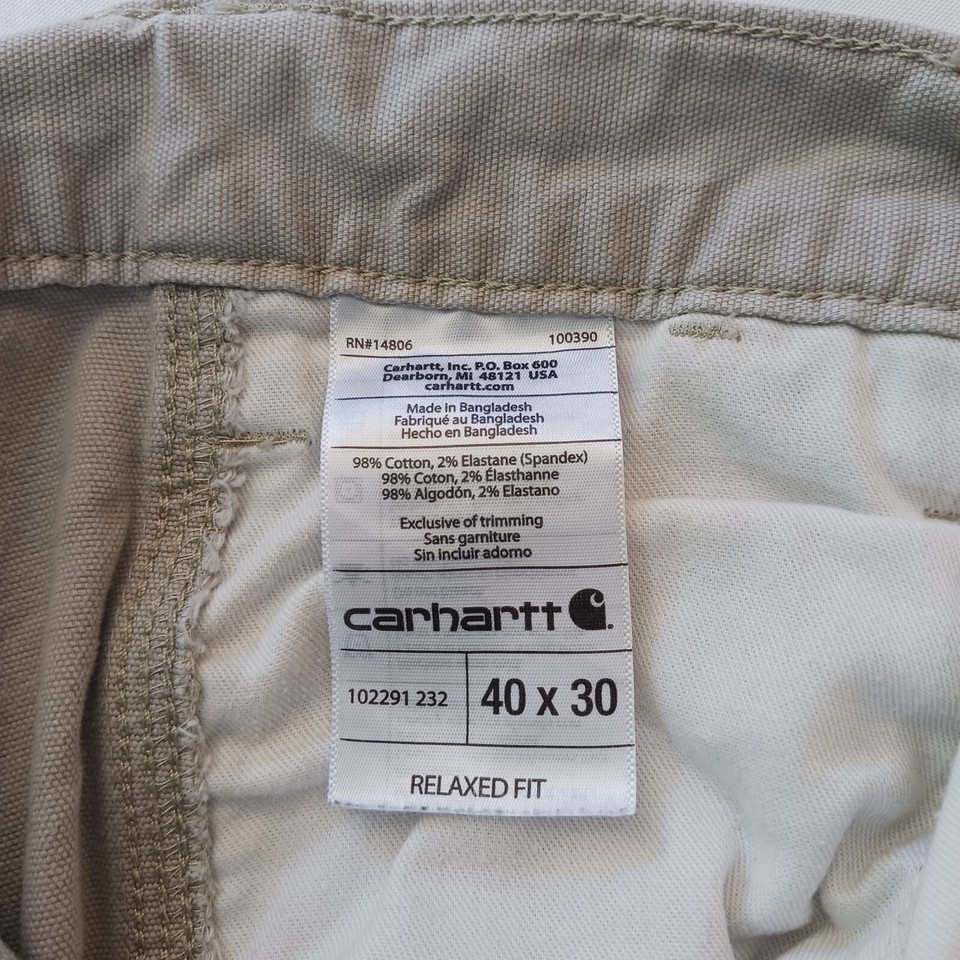 RN#14806 100390
Carhartt, Inc. P.O. Box 600
Dearborn, MI 48121 USA
carhartt.com
Made in Bangladesh
Fabriqué au Bangladesh
Hecho en Bangladesh
98% Cotton, 2% Elastane (Spandex)
98% Coton, 2% Élasthanne
98% Algodón, 2% Elastano
Exclusive of trimming
Sans garniture
Sin incluir adorno
carhartt
102291 232 40 x 30
RELAXED FIT